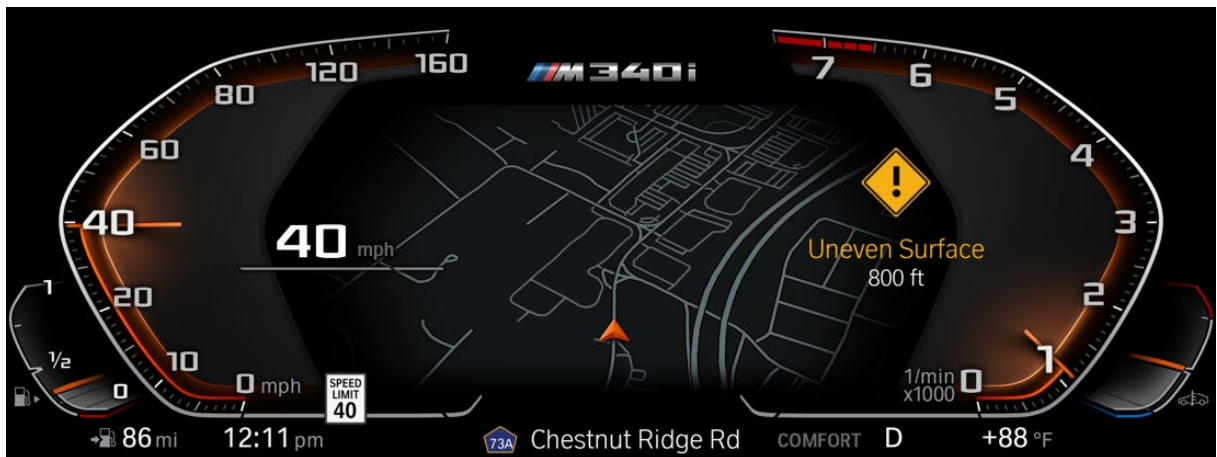 160
120
80
60
40
20
10
0 mph
M340i
7
6
5
4
3
2
1
0
1/min
x1000
40 mph
Uneven Surface
800 ft
1
1/2
0
SPEED
LIMIT
40
86 mi
12:11 pm
73A Chestnut Ridge Rd
COMFORT D
+88 °F